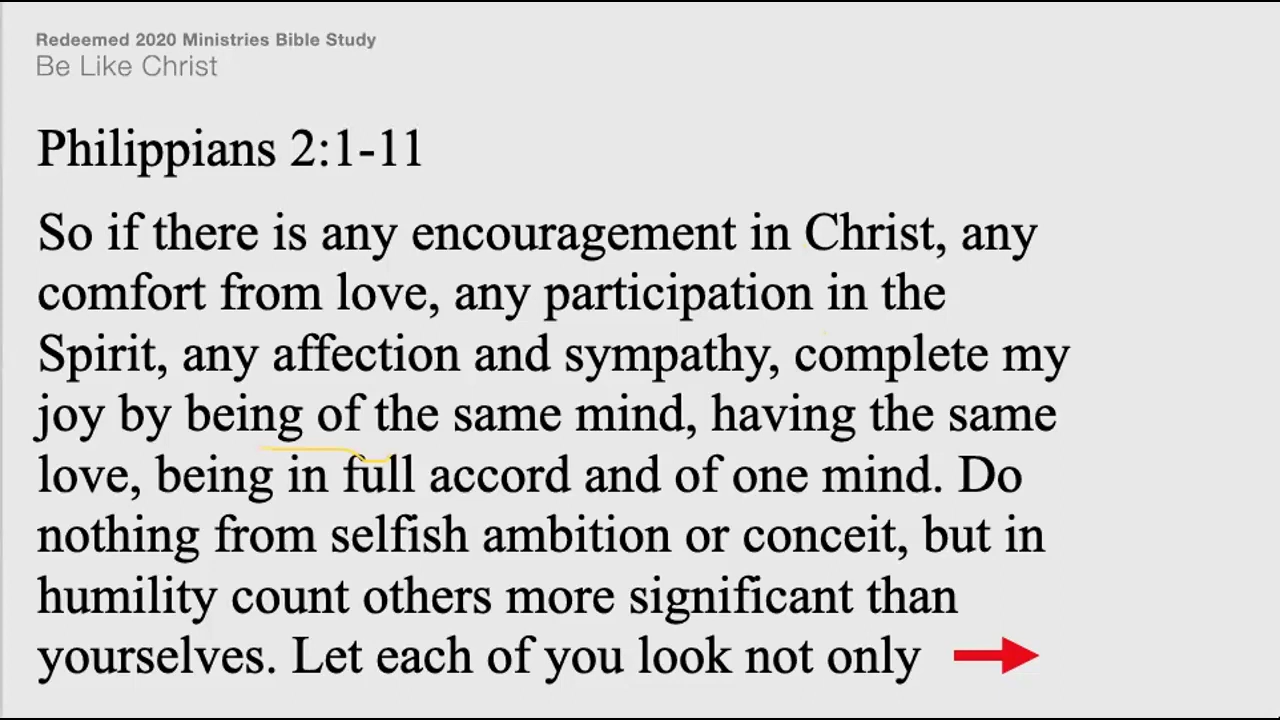 Redeemed 2020 Ministries Bible Study
Be Like Christ
Philippians 2:1-11
So if there is any encouragement in Christ, any
comfort from love, any participation in the
Spirit, any affection and sympathy, complete my
joy by being of the same mind, having the same
love, being in full accord and of one mind. Do
nothing from selfish ambition or conceit, but in
humility count others more significant than
yourselves. Let each of you look not only